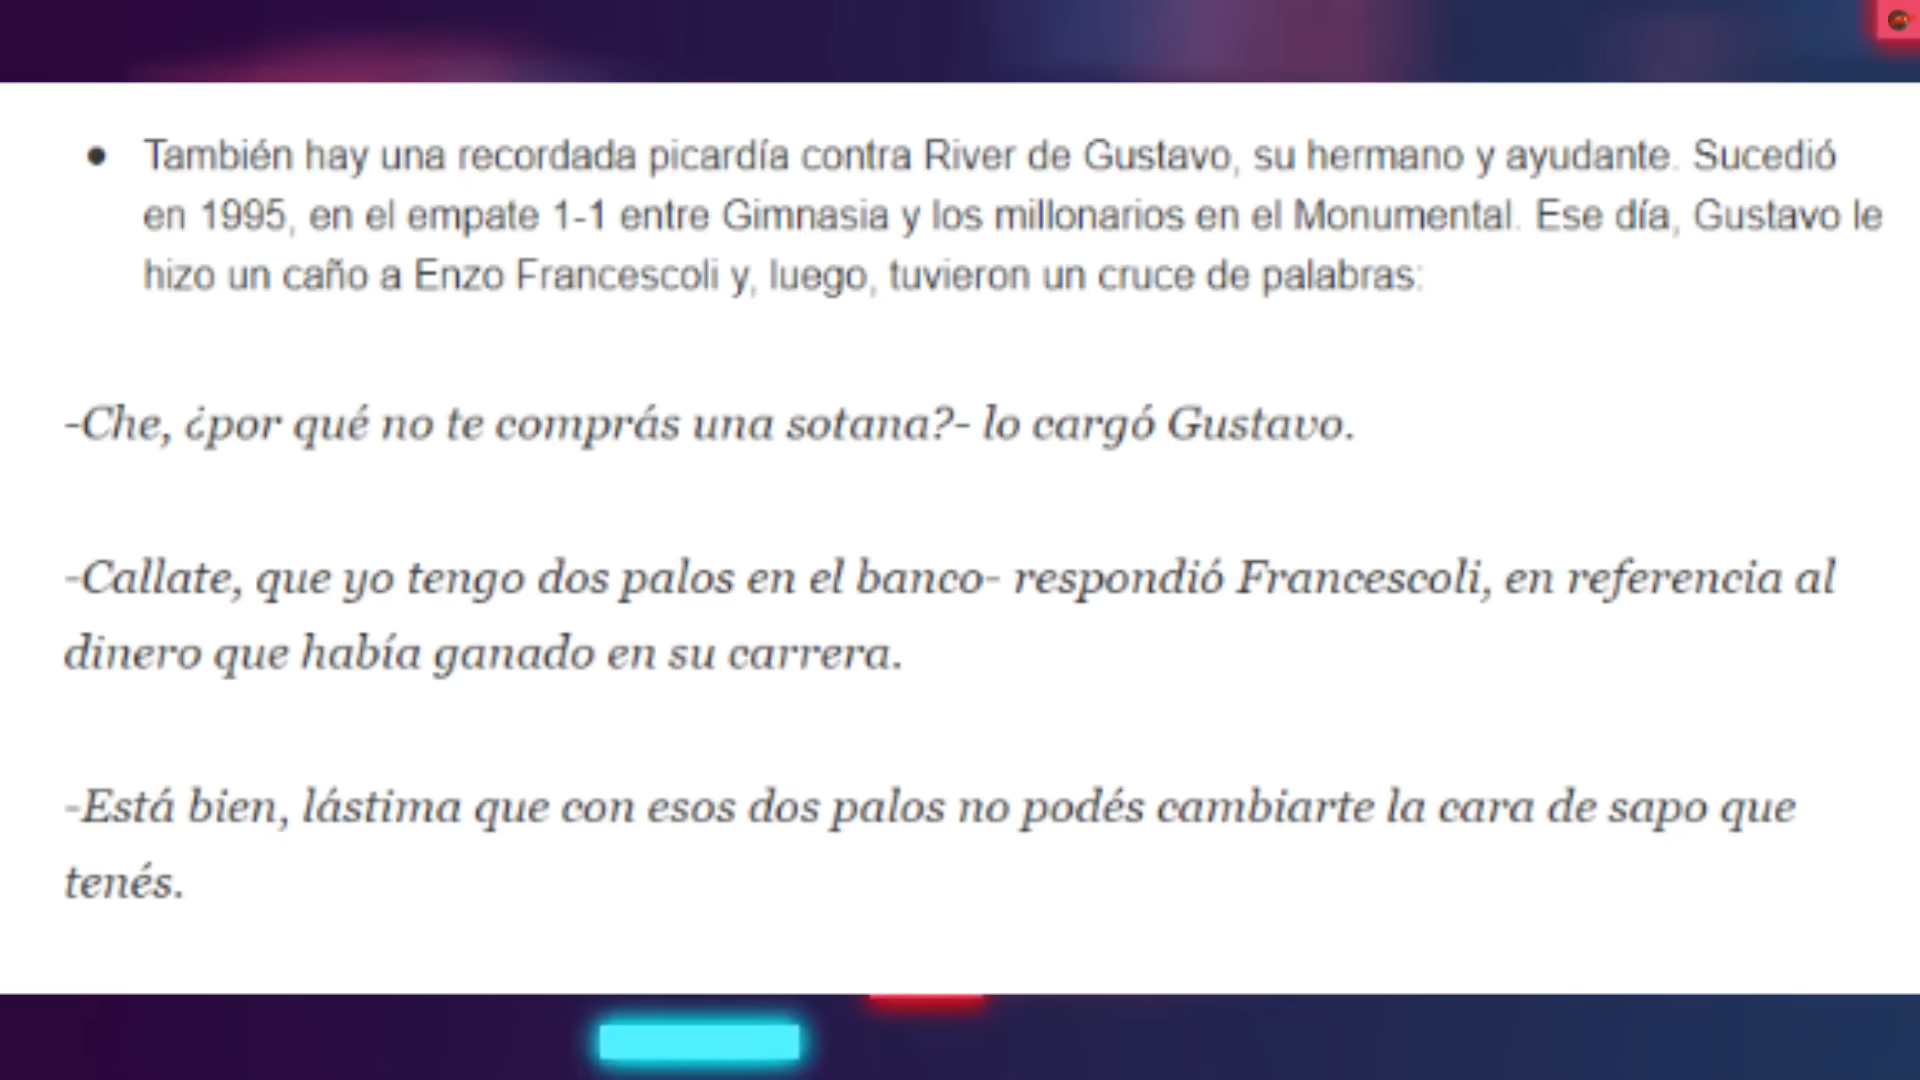 • También hay una recordada picardía contra River de Gustavo, su hermano y ayudante. Sucedió
en 1995, en el empate 1-1 entre Gimnasia y los millonarios en el Monumental. Ese día, Gustavo le
hizo un caño a Enzo Francescoli y, luego, tuvieron un cruce de palabras:
-Che, ¿por qué no te comprás una sotana?- lo cargó Gustavo.
-Callate, que yo tengo dos palos en el banco- respondió Francescoli, en referencia al
dinero que había ganado en su carrera.
-Está bien, lástima que con esos dos palos no podés cambiarte la cara de sapo que
tenés.